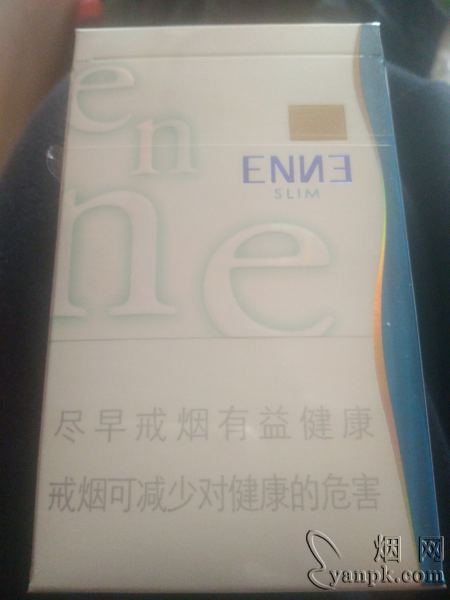 en
ne
ENNE
SLIM
尽早戒烟有益健康
戒烟可减少对健康的危害
烟网
yanpk.com